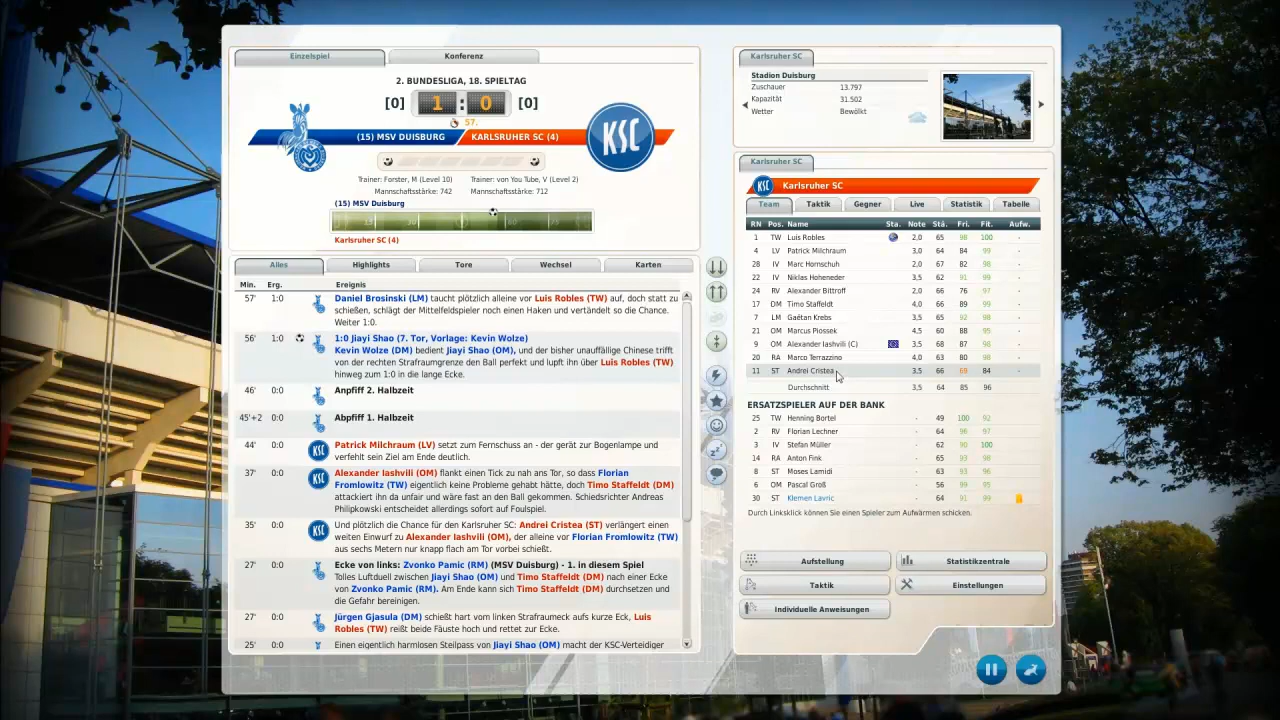 Einzelspiel
Konferenz
2. BUNDESLIGA, 18. SPIELTAG
[0] 1 : 0 [0]
57.
(15) MSV DUISBURG KARLSRUHER SC (4)
KSC
Trainer: Forster, M (Level 10) Trainer: von You Tube, V (Level 2)
Mannschaftsstärke: 742 Mannschaftsstärke: 712
(15) MSV Duisburg
Karlsruher SC (4)
Alles Highlights Tore Wechsel Karten
Min. Erg. Ereignis
57' 1:0 Daniel Brosinski (LM) taucht plötzlich alleine vor Luis Robles (TW) auf, doch statt zu
schießen, schlägt der Mittelfeldspieler noch einen Haken und vertändelt so die Chance.
Weiter 1:0.
56' 1:0 1:0 Jiayi Shao (7. Tor, Vorlage: Kevin Wolze)
Kevin Wolze (DM) bedient Jiayi Shao (OM), und der bisher unauffällige Chinese trifft
von der rechten Strafraumgrenze den Ball perfekt und lupft ihn über Luis Robles (TW)
hinweg zum 1:0 in die lange Ecke.
46' 0:0 Anpfiff 2. Halbzeit
45'+2 0:0 Abpfiff 1. Halbzeit
44' 0:0 Patrick Milchraum (LV) setzt zum Fernschuss an - der gerät zur Bogenlampe und
verfehlt sein Ziel am Ende deutlich.
37' 0:0 Alexander Iashvili (OM) flankt einen Tick zu nah ans Tor, so dass Florian
Fromlowitz (TW) eigentlich keine Probleme gehabt hätte, doch Timo Staffeldt (DM)
attackiert ihn da unfair und wäre fast an den Ball gekommen. Schiedsrichter Andreas
Philipkowski entscheidet allerdings sofort auf Foulspiel.
35' 0:0 Und plötzlich die Chance für den Karlsruher SC: Andrei Cristea (ST) verlängert einen
weiten Einwurf zu Alexander Iashvili (OM), der alleine vor Florian Fromlowitz (TW)
aus sechs Metern nur knapp flach am Tor vorbei schießt.
27' 0:0 Ecke von links: Zvonko Pamic (RM) (MSV Duisburg) - 1. in diesem Spiel
Tolles Luftduell zwischen Jiayi Shao (OM) und Timo Staffeldt (DM) nach einer Ecke
von Zvonko Pamic (RM). Am Ende kann sich Timo Staffeldt (DM) durchsetzen und
die Gefahr bereinigen.
27' 0:0 Jürgen Gjasula (DM) schießt hart vom linken Strafraumeck aufs kurze Eck, Luis
Robles (TW) reißt beide Fäuste hoch und rettet zur Ecke.
25' 0:0 Einen eigentlich harmlosen Steilpass von Jiayi Shao (OM) macht der KSC-Verteidiger
Karlsruher SC
Stadion Duisburg
Zuschauer 13.797
Kapazität 31.502
Wetter Bewölkt
Karlsruher SC
KSC Karlsruher SC
Team Taktik Gegner Live Statistik Tabelle
RN Pos. Name Sta. Note Stä. Fri. Fit. Aufw.
1 TW Luis Robles 2,0 65 98 100 -
4 LV Patrick Milchraum 3,0 64 84 99 -
28 IV Marc Hornschuh 2,0 67 82 98 -
22 IV Niklas Hoheneder 3,5 62 91 99 -
24 RV Alexander Bittroff 2,0 66 76 97 -
17 DM Timo Staffeldt 4,0 66 89 99 -
7 LM Gaëtan Krebs 3,5 65 92 98 -
21 OM Marcus Piossek 4,5 60 88 95 -
9 OM Alexander Iashvili (C) 3,5 68 87 98 -
20 RA Marco Terrazzino 4,0 63 80 98 -
11 ST Andrei Cristea 3,5 66 69 84 -
Durchschnitt 3,5 64 85 96
ERSATZSPIELER AUF DER BANK
25 TW Henning Bortel - 49 100 92
2 RV Florian Lechner - 64 96 97
3 IV Stefan Müller - 62 90 100
14 RA Anton Fink - 65 93 98
8 ST Moses Lamidi - 63 93 96
6 OM Pascal Groß - 56 99 95
30 ST Klemen Lavric - 64 91 99
Durch Linksklick können Sie einen Spieler zum Aufwärmen schicken.
Aufstellung Statistikzentrale
Taktik Einstellungen
Individuelle Anweisungen